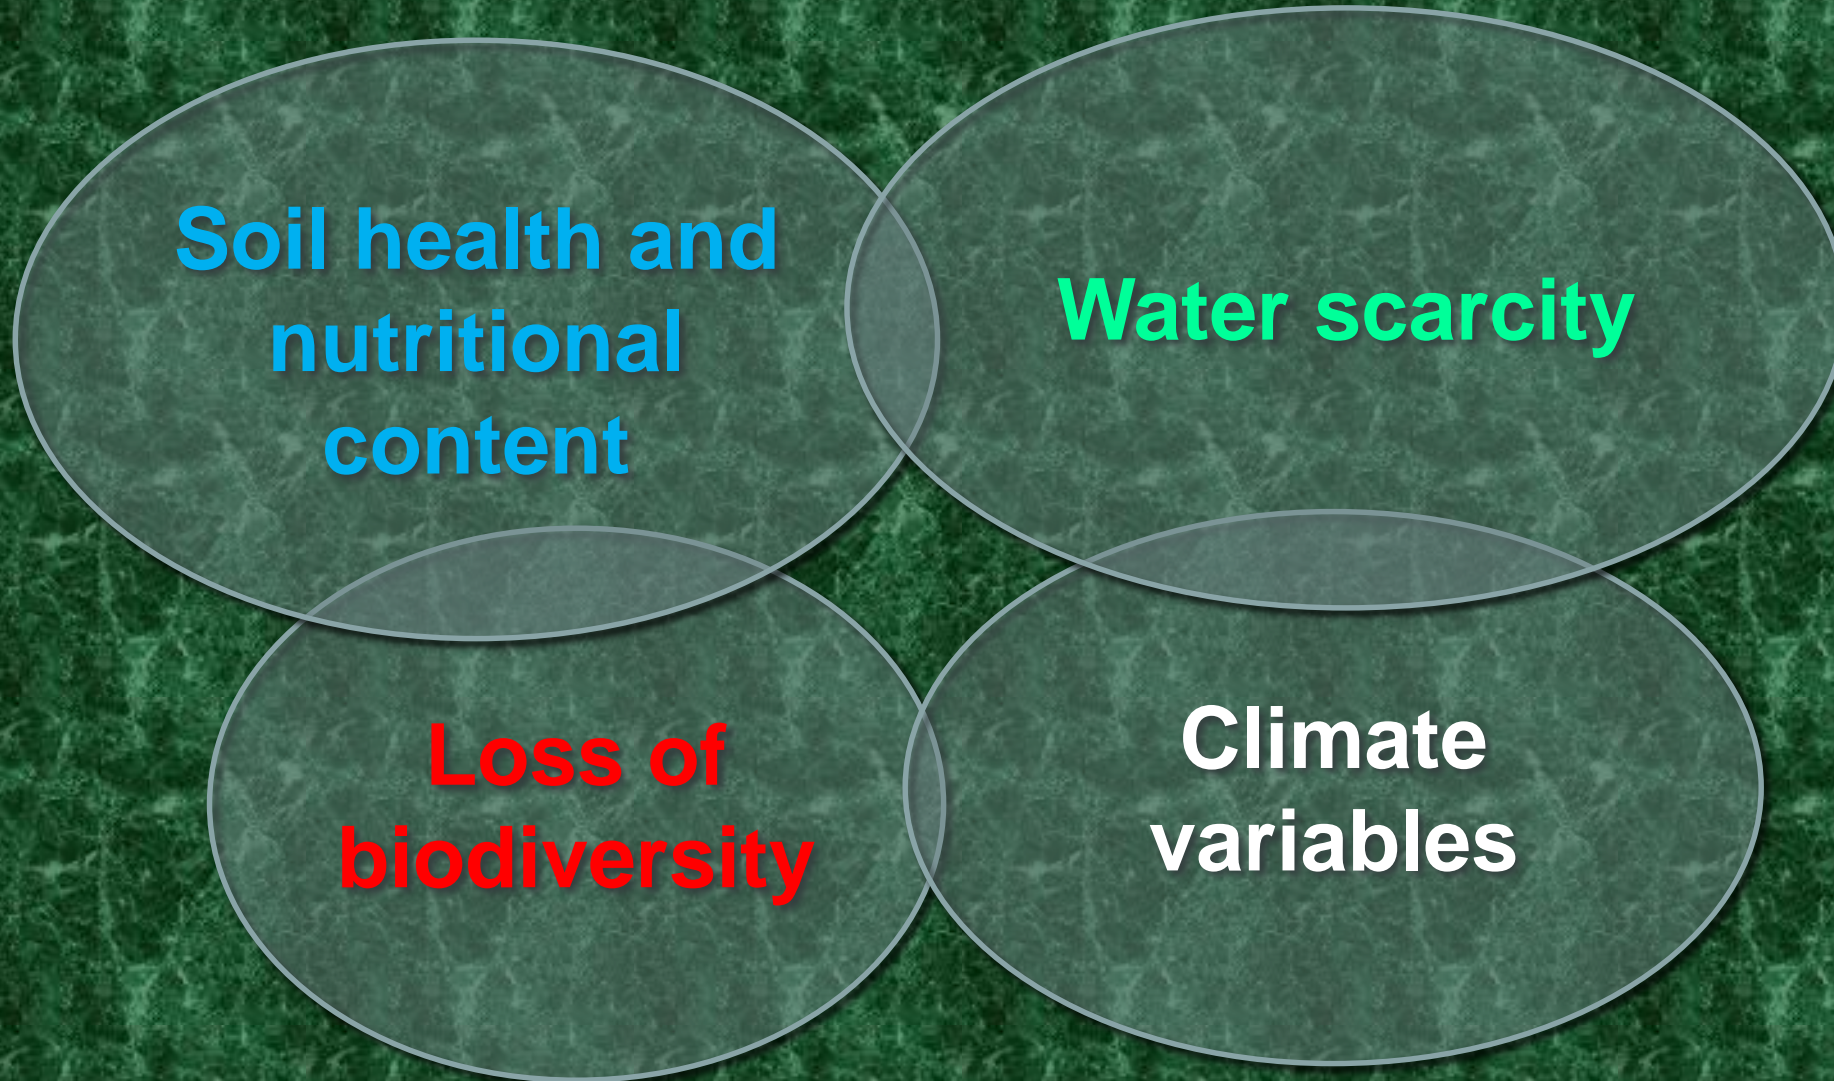 Soil health and
nutritional
content
Water scarcity
Loss of
biodiversity
Climate
variables